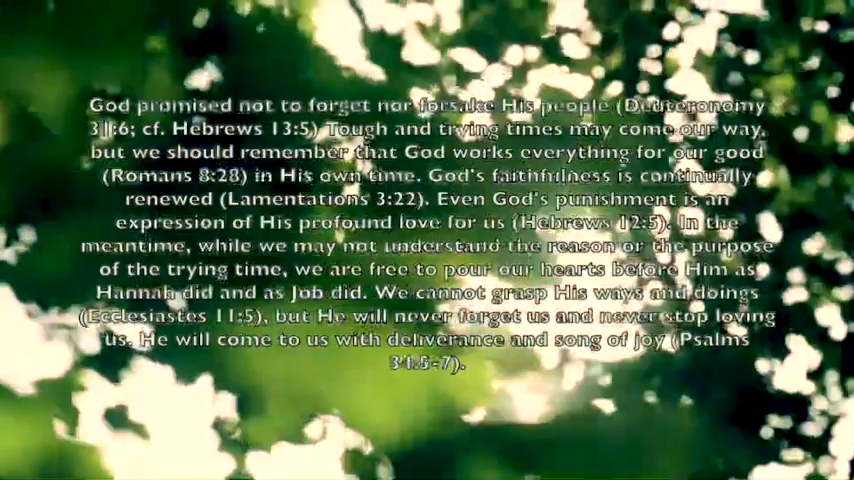 God promised not to forget nor forsake His people (Deuteronomy
31:6; cf. Hebrews 13:5) Tough and trying times may come our way,
but we should remember that God works everything for our good
(Romans 8:28) in His own time. God's faithfulness is continually
renewed (Lamentations 3:22). Even God's punishment is an
expression of His profound love for us (Hebrews 12:5). In the
meantime, while we may not understand the reason or the purpose
of the trying time, we are free to pour our hearts before Him as
Hannah did and as Job did. We cannot grasp His ways and doings
(Ecclesiastes 11:5), but He will never forget us and never stop loving
us. He will come to us with deliverance and song of joy (Psalms
31:5-7).